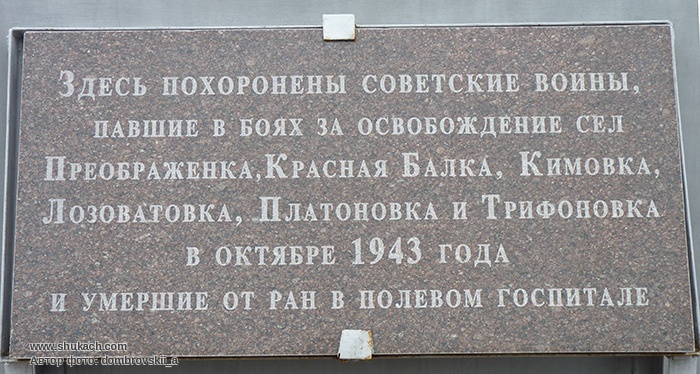 Здесь похоронены советские воины,
павшие в боях за освобождение сел
Преображенка, Красная Балка, Кимовка,
Лозоватовка, Платоновка и Трифоновка
в октябре 1943 года
и умершие от ран в полевом госпитале
www.shukach.com
Автор фото: dombrovskii_a